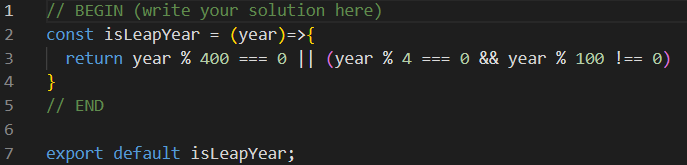 1 // BEGIN (write your solution here)
2 const isLeapYear = (year)=>{
3   return year % 400 === 0 || (year % 4 === 0 && year % 100 !== 0)
4 }
5 // END
6
7 export default isLeapYear;